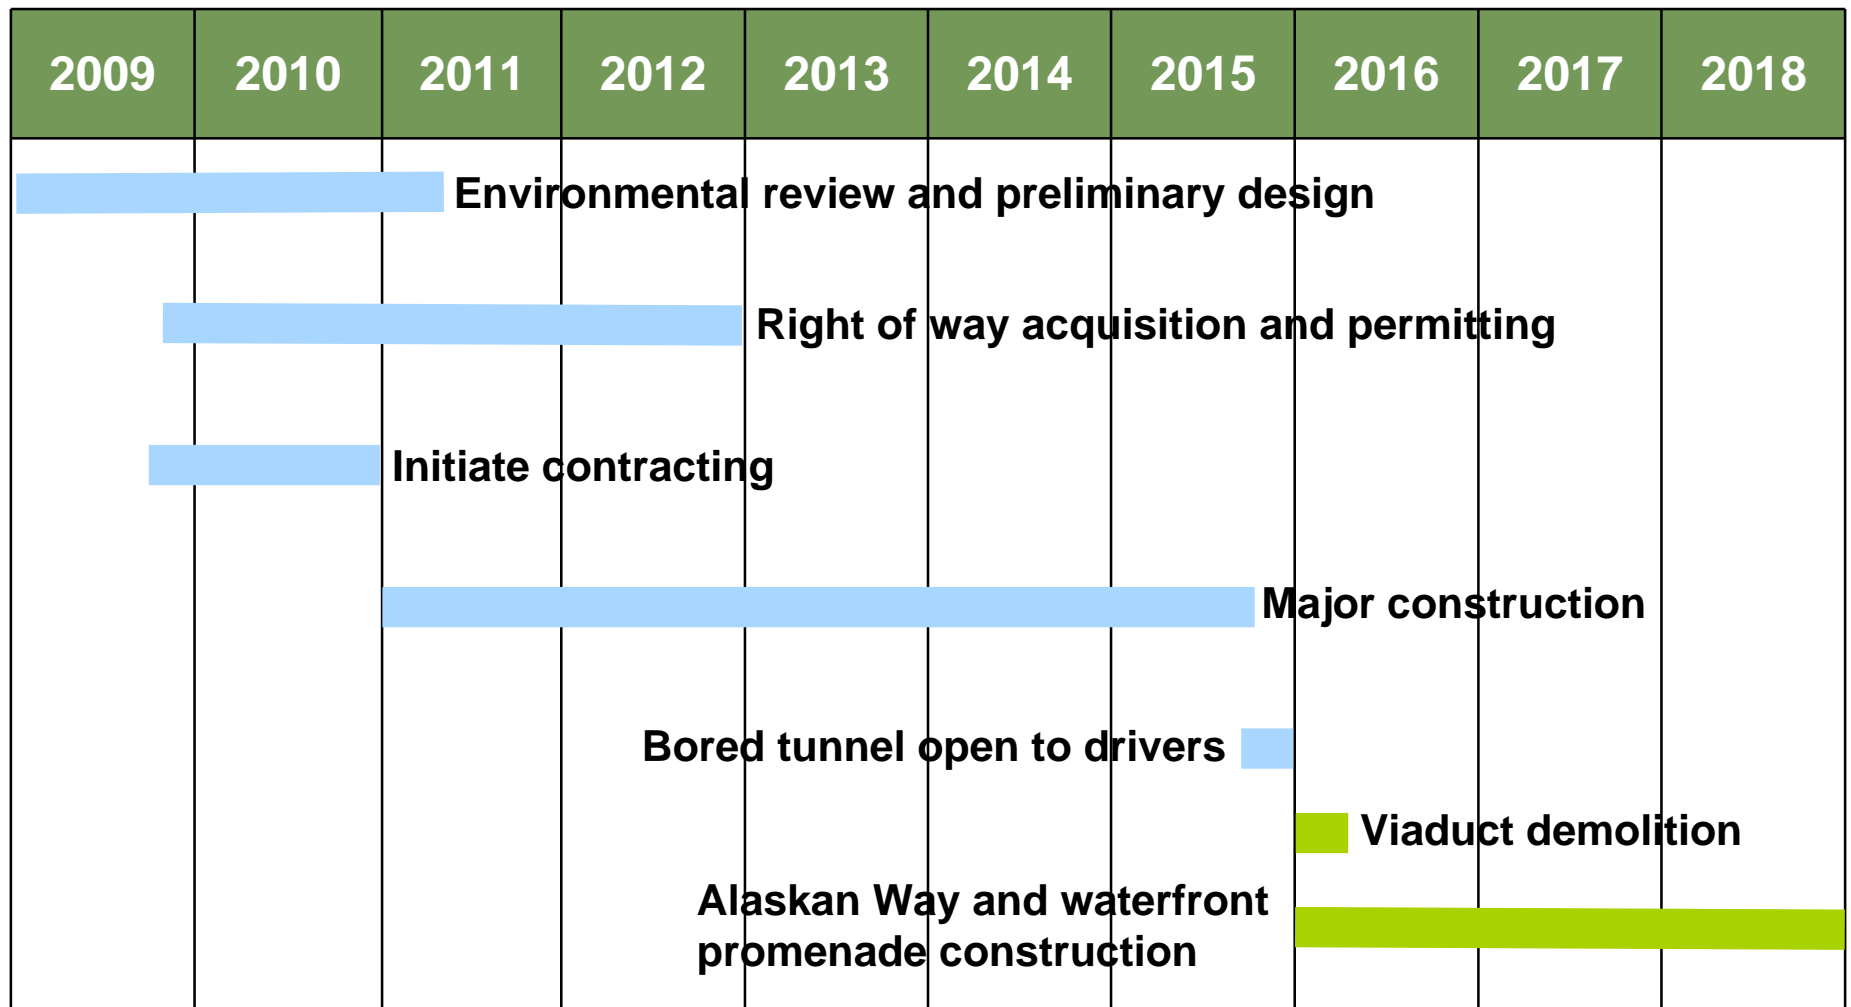 2009 2010 2011 2012 2013 2014 2015 2016 2017 2018
Environmental review and preliminary design
Right of way acquisition and permitting
Initiate contracting
Major construction
Bored tunnel open to drivers
Viaduct demolition
Alaskan Way and waterfront
promenade construction